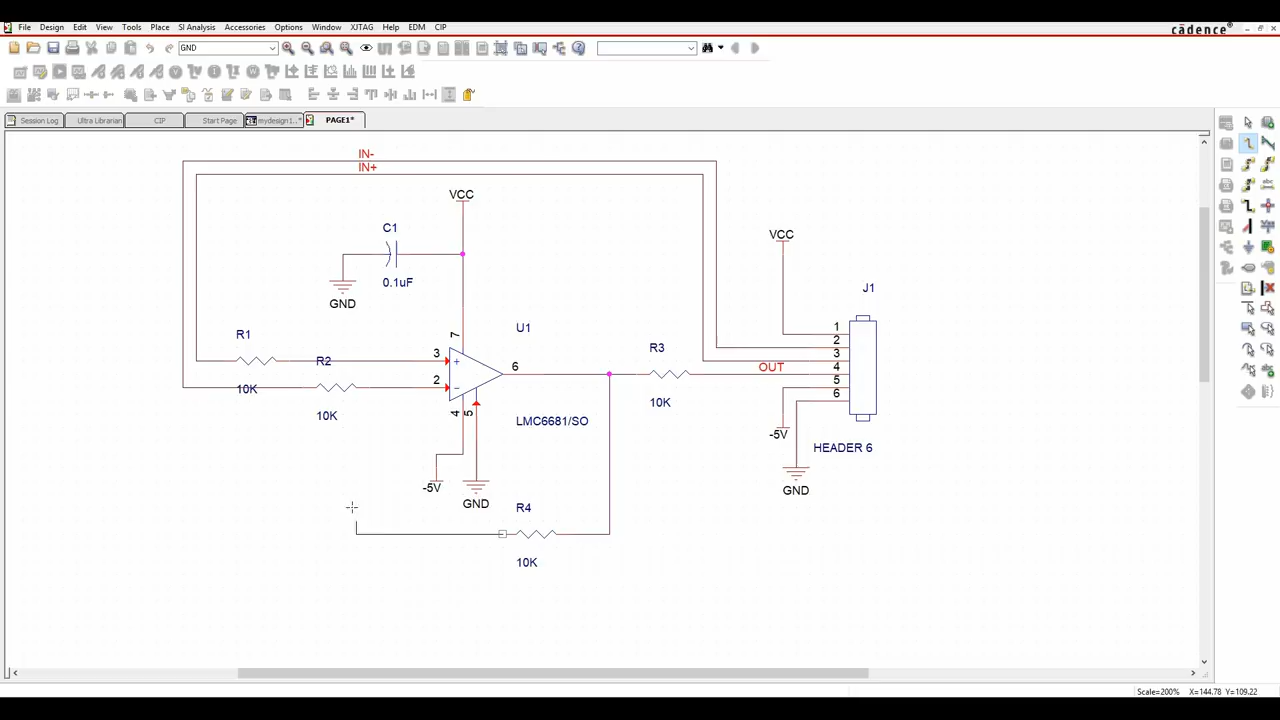 File Design Edit View Tools Place SI Analysis Accessories Options Window XJTAG Help EDM CIP
cādence®
GND
Session Log Ultra Librarian CIP Start Page mydesign1..* PAGE1*
IN-
IN+
VCC
C1
VCC
0.1uF
J1
GND
U1
1
R1
7
2
R3
3
R2
3
6
OUT
4
2
5
10K
6
10K
10K
4
5
LMC6681/SO
-5V
HEADER 6
-5V
GND
GND
R4
10K
Scale=200% X=144.78 Y=109.22